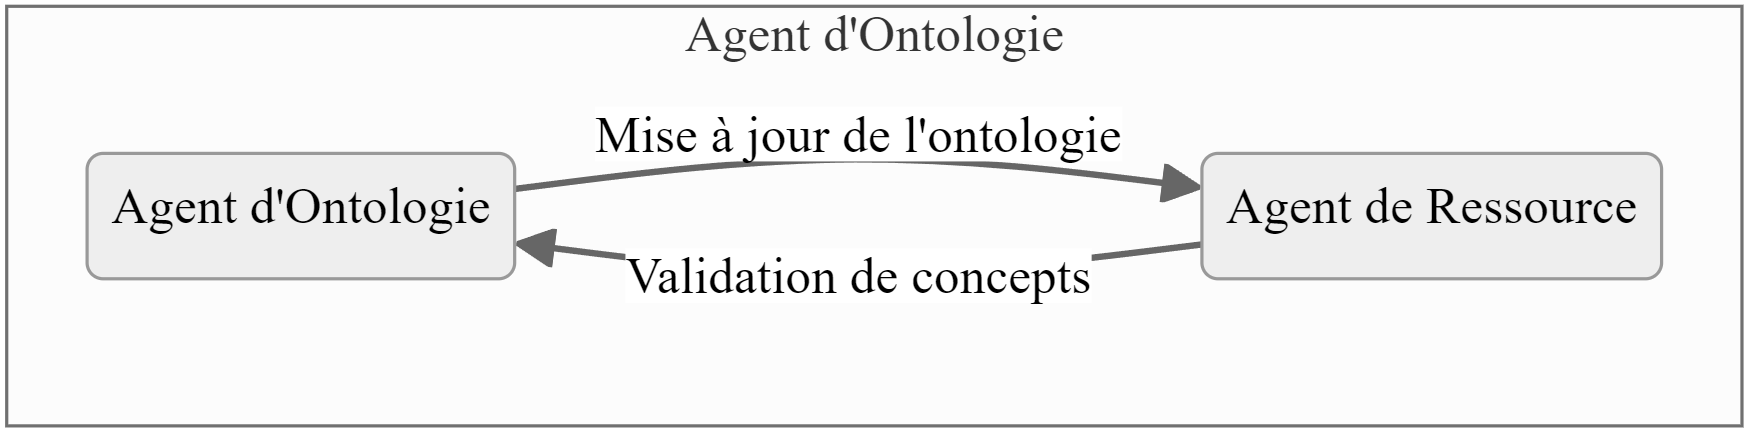 Agent d'Ontologie
Mise à jour de l'ontologie
Agent d'Ontologie
Agent de Ressource
Validation de concepts